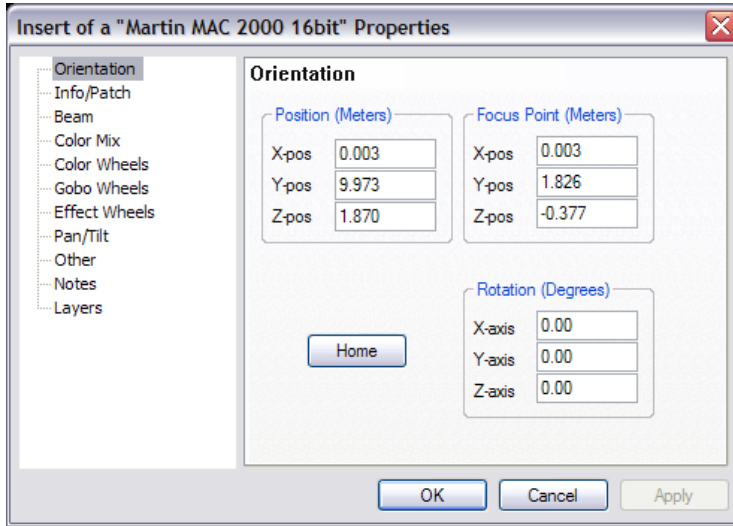 Insert of a "Martin MAC 2000 16bit" Properties
Orientation
Info/Patch
Beam
Color Mix
Color Wheels
Gobo Wheels
Effect Wheels
Pan/Tilt
Other
Notes
Layers
Orientation
Position (Meters)
X-pos 0.003
Y-pos 9.973
Z-pos 1.870
Focus Point (Meters)
X-pos 0.003
Y-pos 1.826
Z-pos -0.377
Home
Rotation (Degrees)
X-axis 0.00
Y-axis 0.00
Z-axis 0.00
OK Cancel Apply